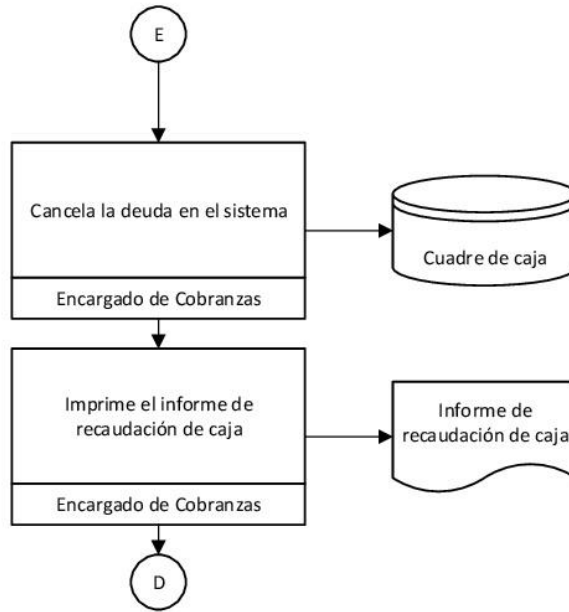 E
Cancela la deuda en el sistema
Encargado de Cobranzas
Cuadre de caja
Imprime el informe de
recaudación de caja
Encargado de Cobranzas
Informe de
recaudación de caja
D